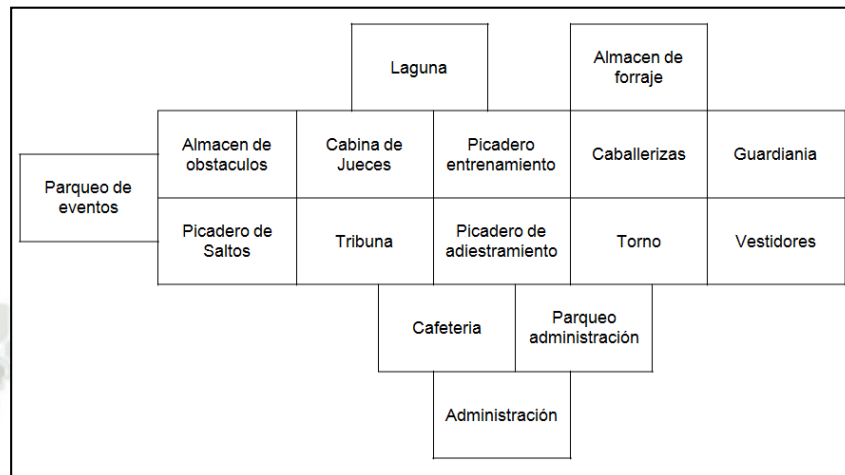 Laguna
Almacen de
forraje
Almacen de
obstaculos
Cabina de
Jueces
Picadero
entrenamiento
Caballerizas
Guardiania
Parqueo de
eventos
Picadero de
Saltos
Tribuna
Picadero de
adiestramiento
Torno
Vestidores
Cafeteria
Parqueo
administración
Administración